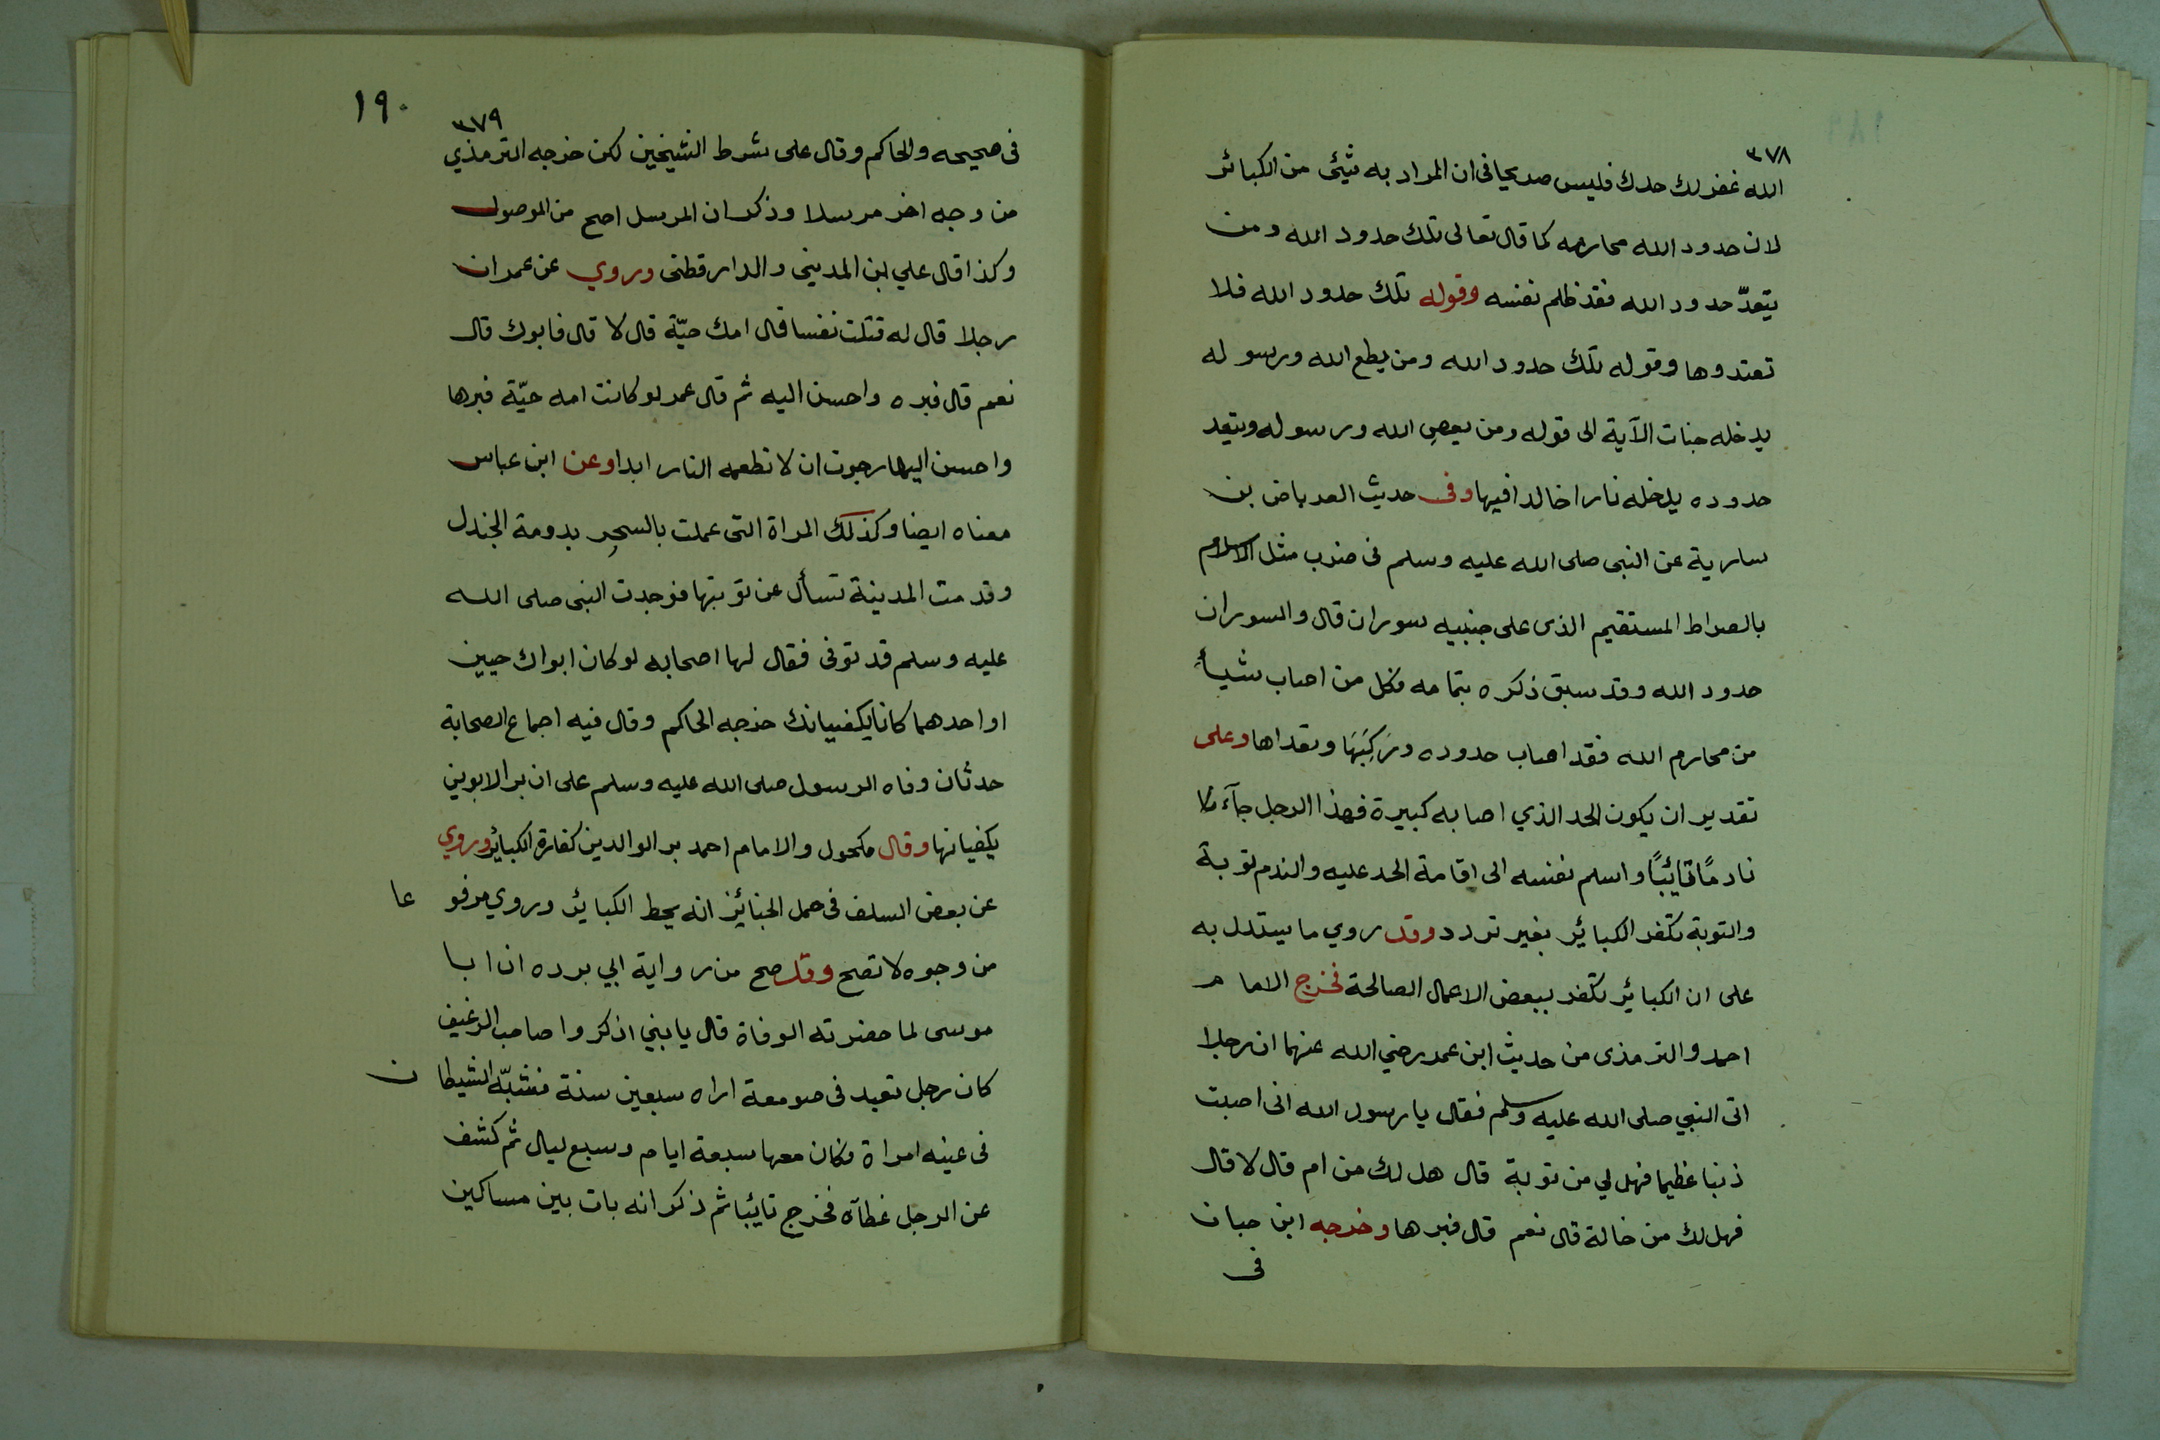 ٣٧٨
الله غفر لك حدك فليس صريحا فى ان المراد به شيئ من الكبائر
لان حدود الله محارمه كما قال تعالى تلك حدود الله ومن
يتعدّ حدود الله فقد ظلم نفسه وقوله تلك حدود الله فلا
تعتدوها وقوله تلك حدود الله ومن يطع الله ورسوله
يدخله جنات الآية الى قوله ومن يعصِ الله ورسوله ويتعد
حدوده يدخله نارا خالدا فيها وفى حديث العرباض بن
سارية عن النبى صلى الله عليه وسلم فى ضرب مثل الاسلام
بالصراط المستقيم الذى على جنبيه سوران قال والسوران
حدود الله وقد سبق ذكره بتمامه فكل من اصاب شيأً
من محارم الله فقد اصاب حدوده ورَكِبَهَا وتعداها وعلى
تقدير ان يكون الحد الذي اصابه كبيرة فهذا الرجل جآء
نادمًا تائبًا واسلم نفسه الى اقامة الحد عليه والندم توبة
والتوبة تكفر الكبائر بغير تردد وقد روي ما يستدل به
على ان الكبائر تكفر ببعض الاعمال الصالحة فخرج الامام
احمد والترمذى من حديث ابن عمر رضي الله عنهما ان رجلا
اتى النبي صلى الله عليه وسلم فقال يا رسول الله انى اصبت
ذنبا عظيما فهل لي من توبة قال هل لك من ام قال لا قال
فهل لك من خالة قال نعم قال فبرها وخرجه ابن حبان
فى
١٩٠
٣٧٩
فى صحيحه والحاكم وقال على شرط الشيخين لكن خرجه الترمذي
من وجه اخر مرسلا وذكر ان المرسل اصح من الموصول
وكذا قال علي بن المديني والدارقطنى وروي عن عمر ان
رجلا قال له قتلت نفسا قال امك حيّة قال لا قال فابوك قال
نعم قال فبره واحسن اليه ثم قال عمر لو كانت امه حيّة فبرها
واحسن اليها رجوت ان لا تطعمه النار ابدا وعن ابن عباس
معناه ايضا وكذلك المراة التى عملت بالسحر بدومة الجندل
وقدمت المدينة تسأل عن توبتها فوجدت النبى صلى الله
عليه وسلم قد توفى فقال لها اصحابه لو كان ابواك حيين
او احدهما كانا يكفيانك خرجه الحاكم وقال فيه اجماع الصحابة
حدثان وفاه الرسول صلى الله عليه وسلم على ان بر الابوين
يكفيانها وقال مكحول والامام احمد بر الوالدين كفارة الكبائر وروي
عن بعض السلف فى حمل الجنائز انه يحط الكبائر وروي مرفوعا
من وجوه لا تصح وقد صح من رواية ابي برده ان ابا
موسى لما حضرته الوفاة قال يا بني اذكروا صاحب الرغيف
كان رجل تعبد فى صومعة اراه سبعين سنة فشبّه الشيطان
فى عينه امراة فكان معها سبعة ايام وسبع ليال ثم كشف
عن الرجل غطآه فخرج تائبا ثم ذكر انه بات بين مساكين